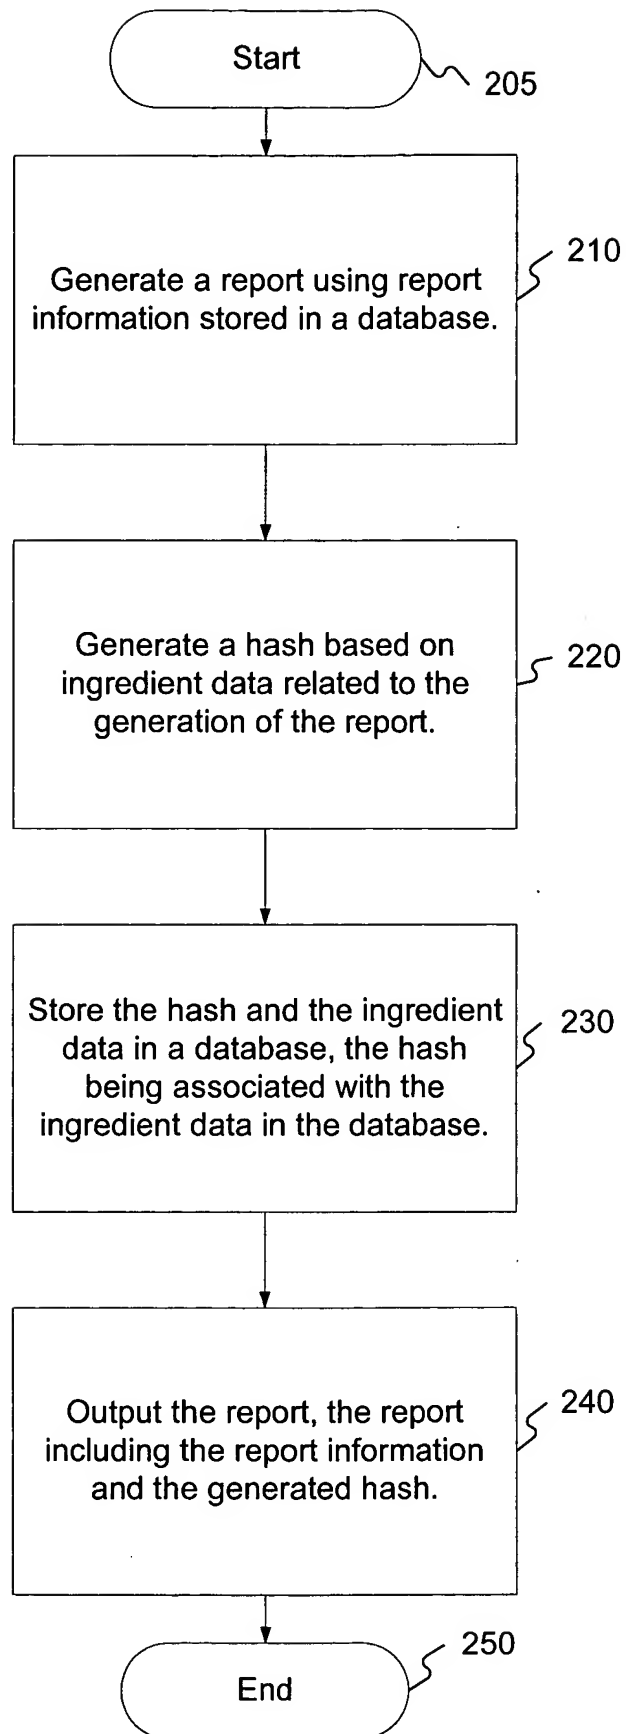 Start
205
Generate a report using report
information stored in a database.
210
Generate a hash based on
ingredient data related to the
generation of the report.
220
Store the hash and the ingredient
data in a database, the hash
being associated with the
ingredient data in the database.
230
Output the report, the report
including the report information
and the generated hash.
240
End
250